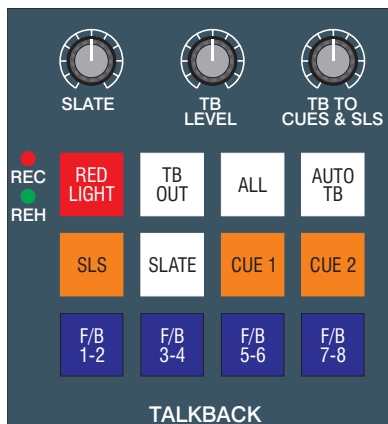 SLATE
TB
LEVEL
TB TO
CUES & SLS
REC
REH
RED
LIGHT
TB
OUT
ALL
AUTO
TB
SLS
SLATE
CUE 1
CUE 2
F/B
1-2
F/B
3-4
F/B
5-6
F/B
7-8
TALKBACK